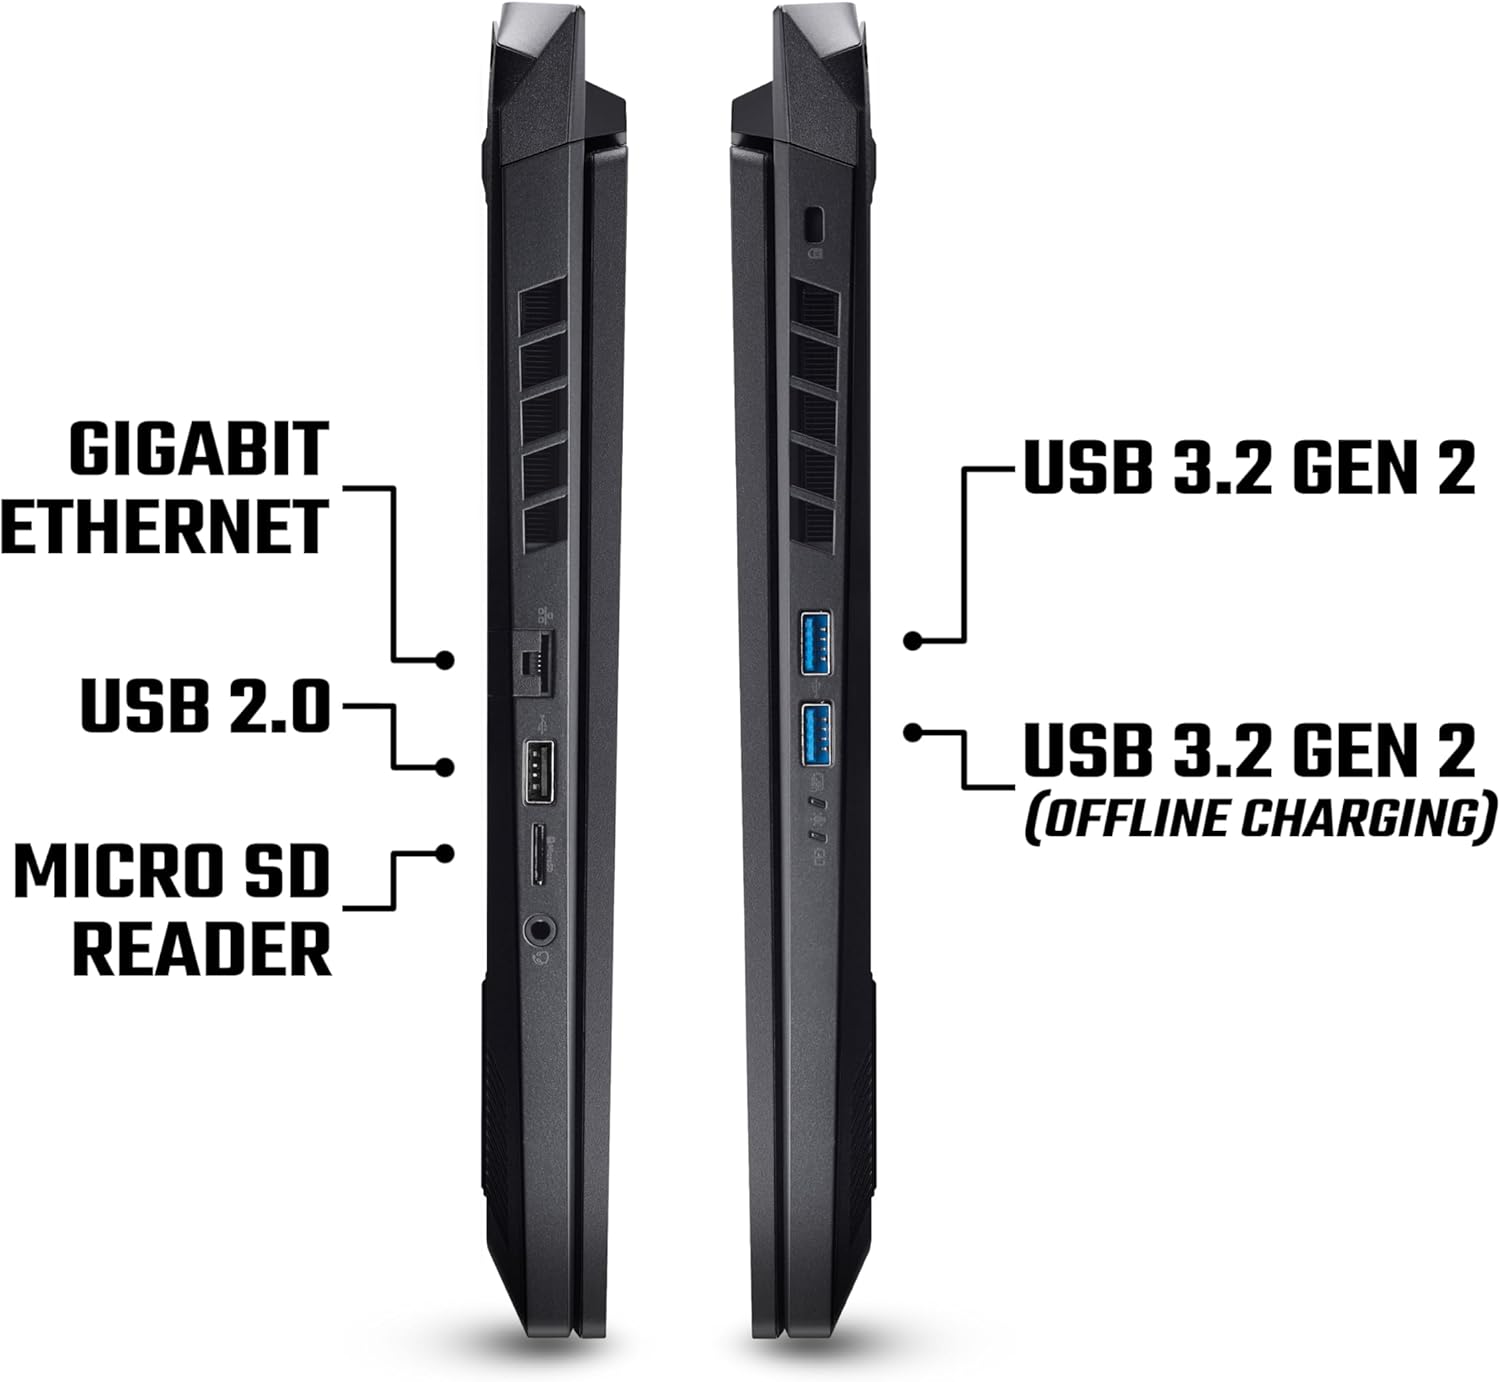 GIGABIT
ETHERNET
USB 2.0
MICRO SD
READER
USB 3.2 GEN 2
USB 3.2 GEN 2
(OFFLINE CHARGING)